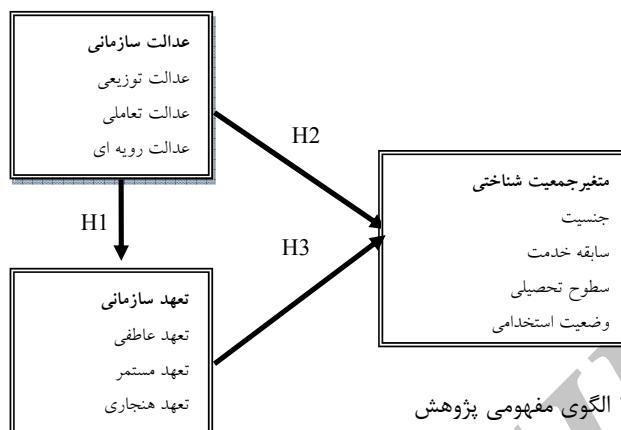 عدالت سازمانی
عدالت توزیعی
عدالت تعاملی
عدالت رویه ای
H2
متغیرجمعیت شناختی
جنسیت
سابقه خدمت
سطوح تحصیلی
وضعیت استخدامی
H1
H3
تعهد سازمانی
تعهد عاطفی
تعهد مستمر
تعهد هنجاری
الگوی مفهومی پژوهش